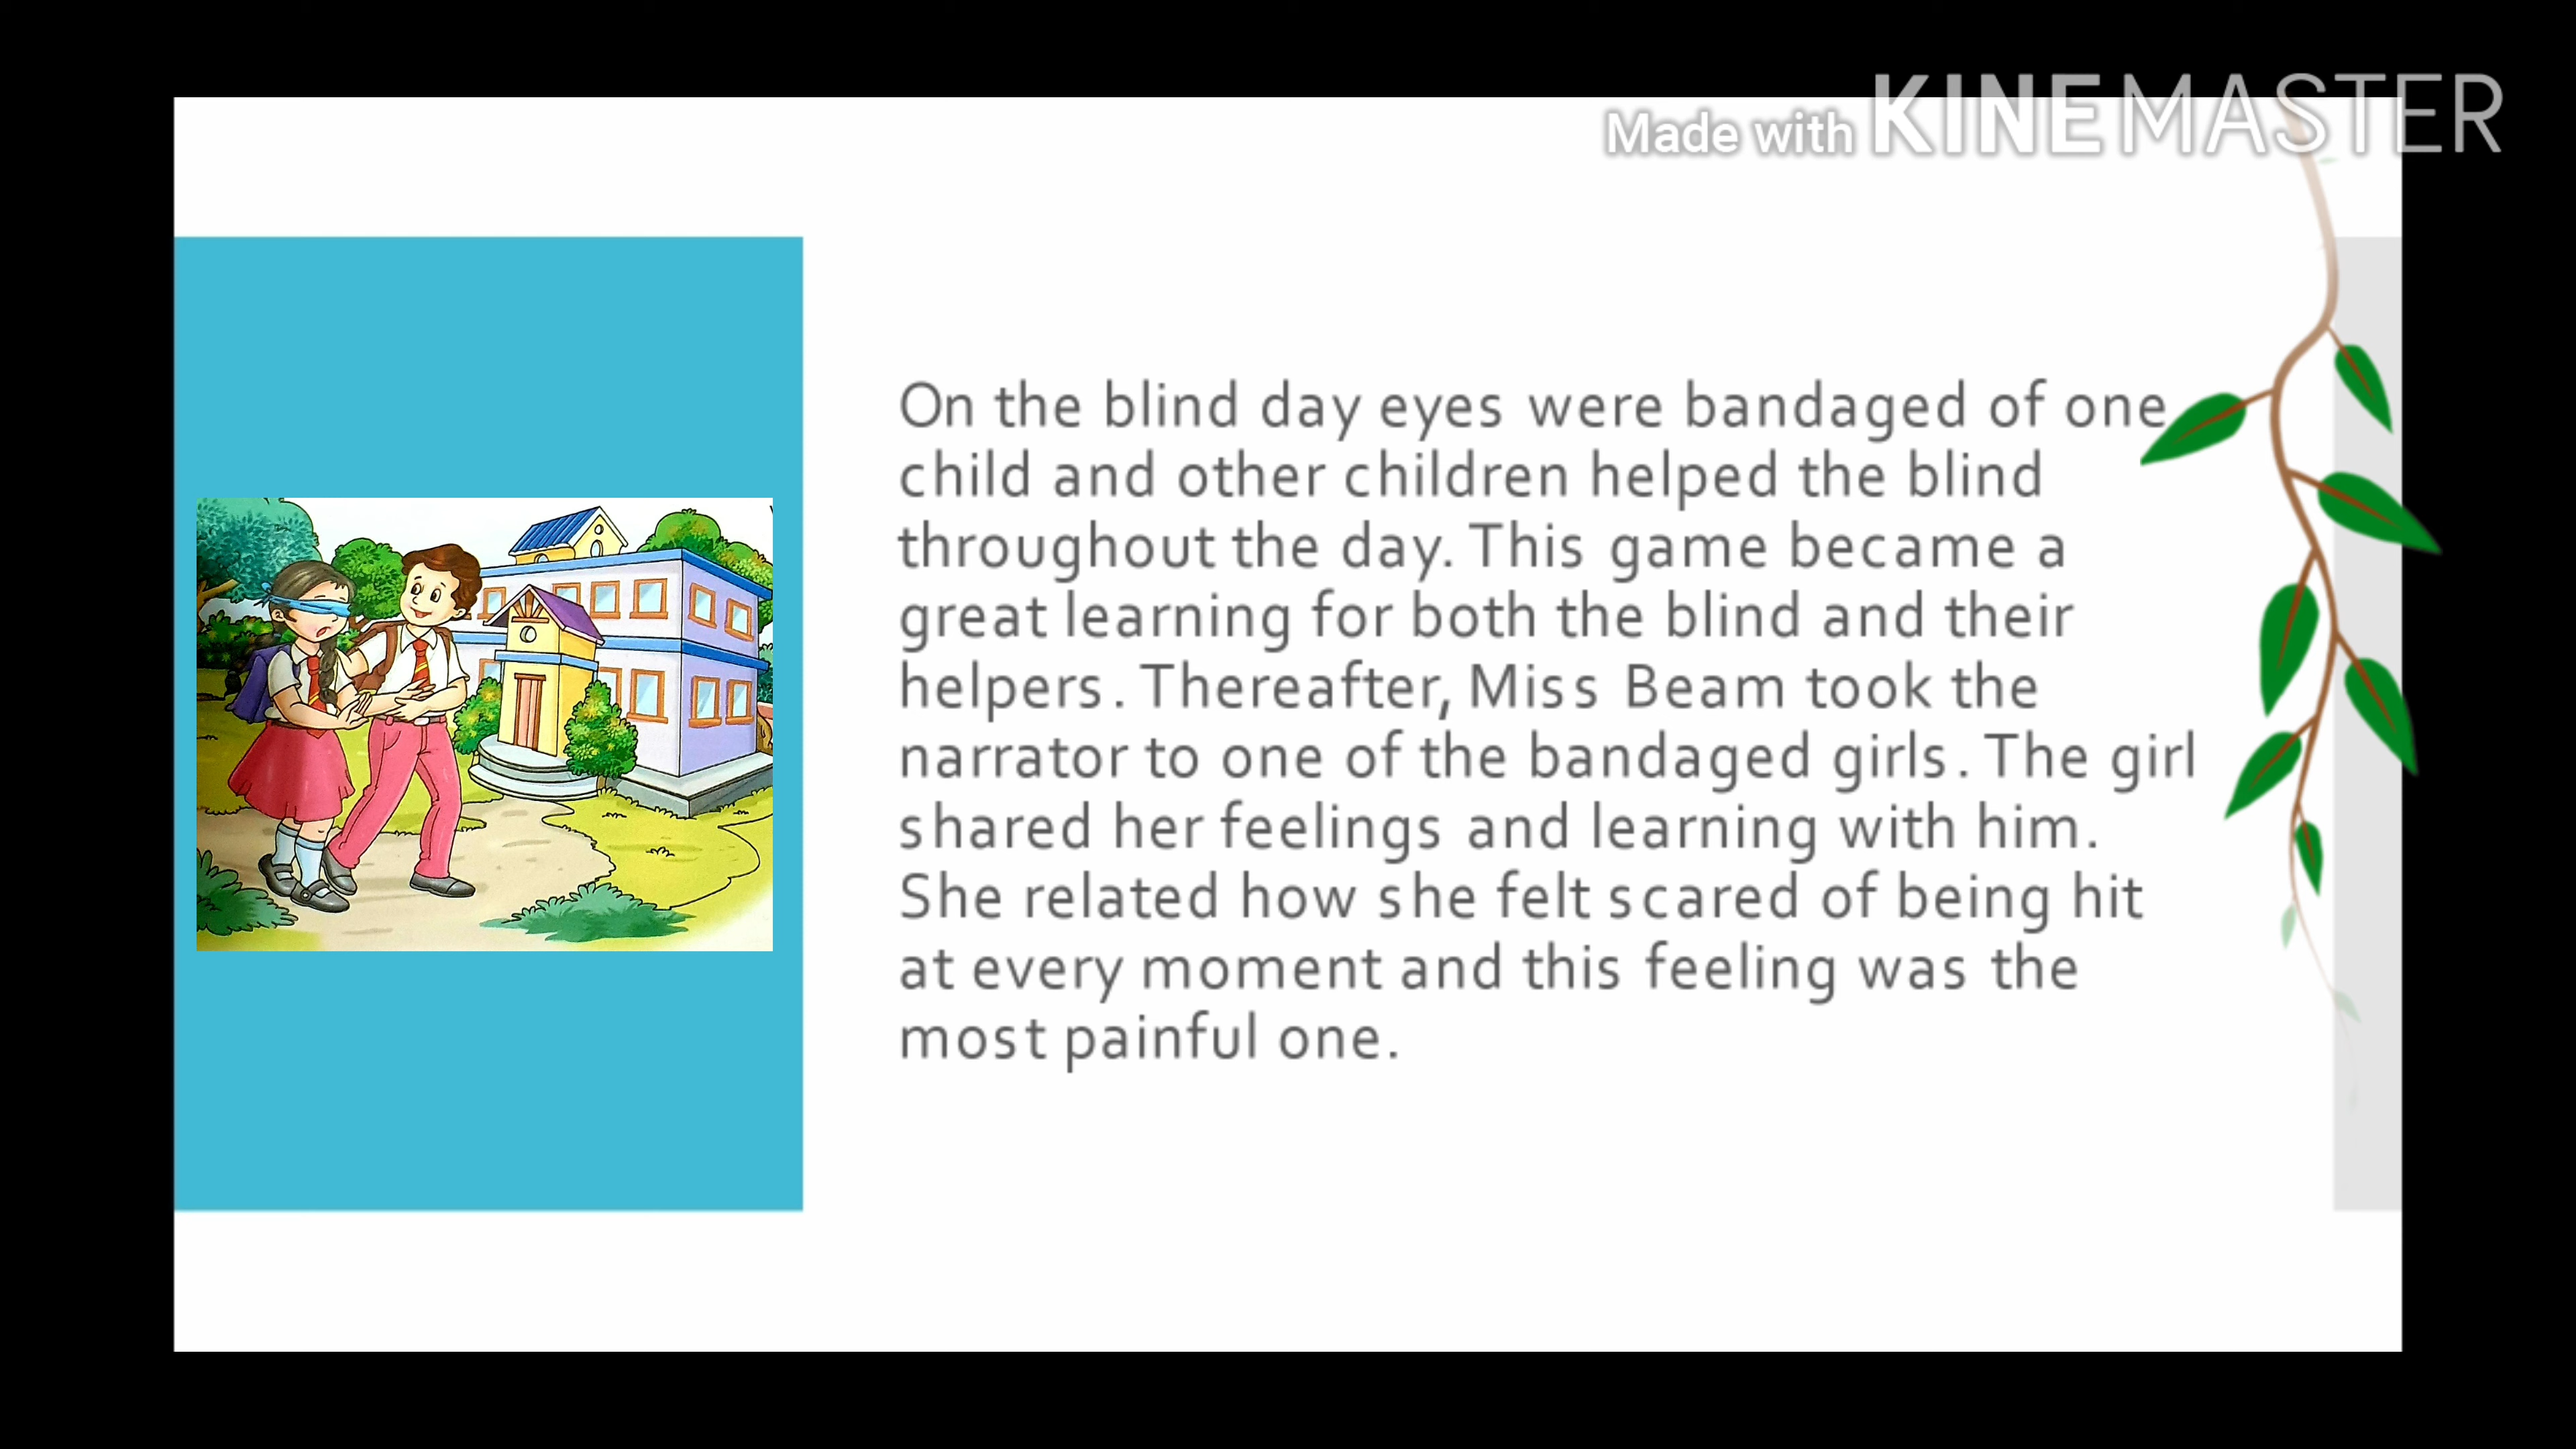 Made with KINEMASTER
On the blind day eyes were bandaged of one
child and other children helped the blind
throughout the day. This game became a
great learning for both the blind and their
helpers. Thereafter, Miss Beam took the
narrator to one of the bandaged girls. The girl
shared her feelings and learning with him.
She related how she felt scared of being hit
at every moment and this feeling was the
most painful one.